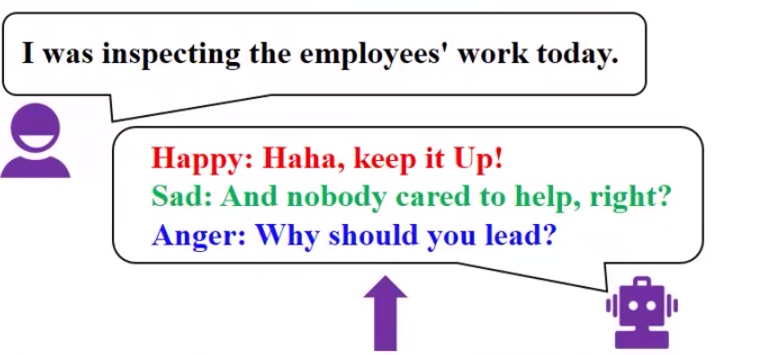 I was inspecting the employees' work today.
Happy: Haha, keep it Up!
Sad: And nobody cared to help, right?
Anger: Why should you lead?